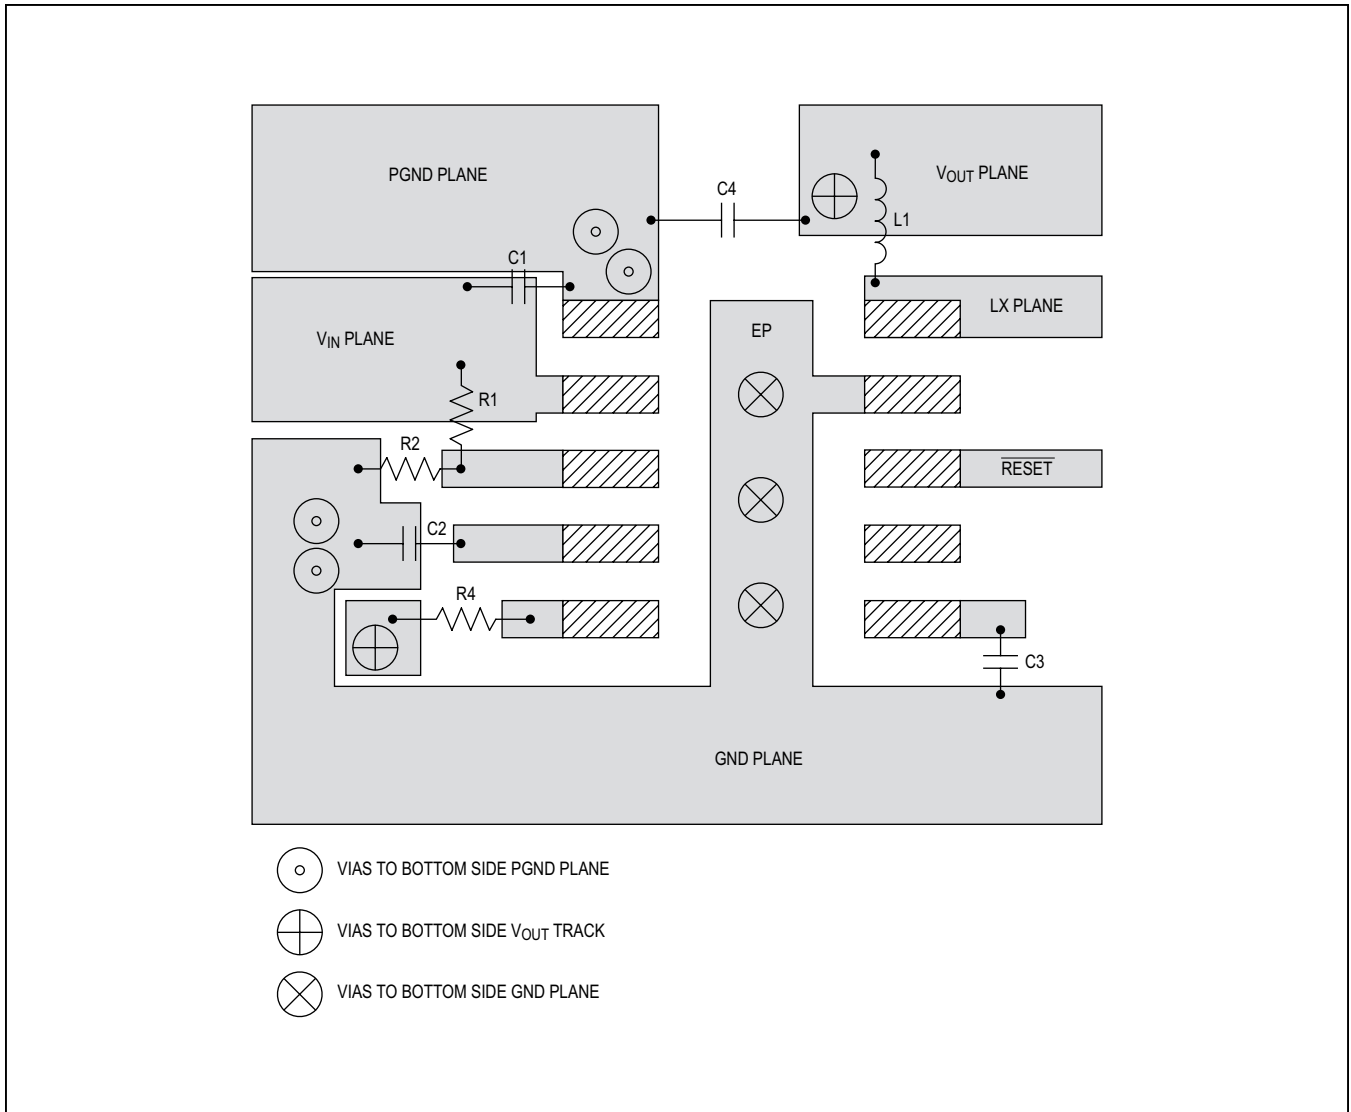 PGND PLANE
VOUT PLANE
C4
L1
C1
LX PLANE
EP
VIN PLANE
R1
R2
RESET
C2
R4
C3
GND PLANE
VIAS TO BOTTOM SIDE PGND PLANE
VIAS TO BOTTOM SIDE VOUT TRACK
VIAS TO BOTTOM SIDE GND PLANE